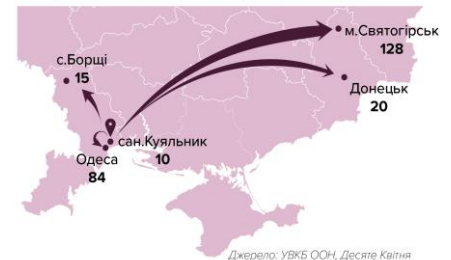 м.Святогірськ
128
с.Борщі
15
Донецьк
20
сан.Куяльник
10
Одеса
84
Джерело: УВКБ ООН, Десяте Квітня